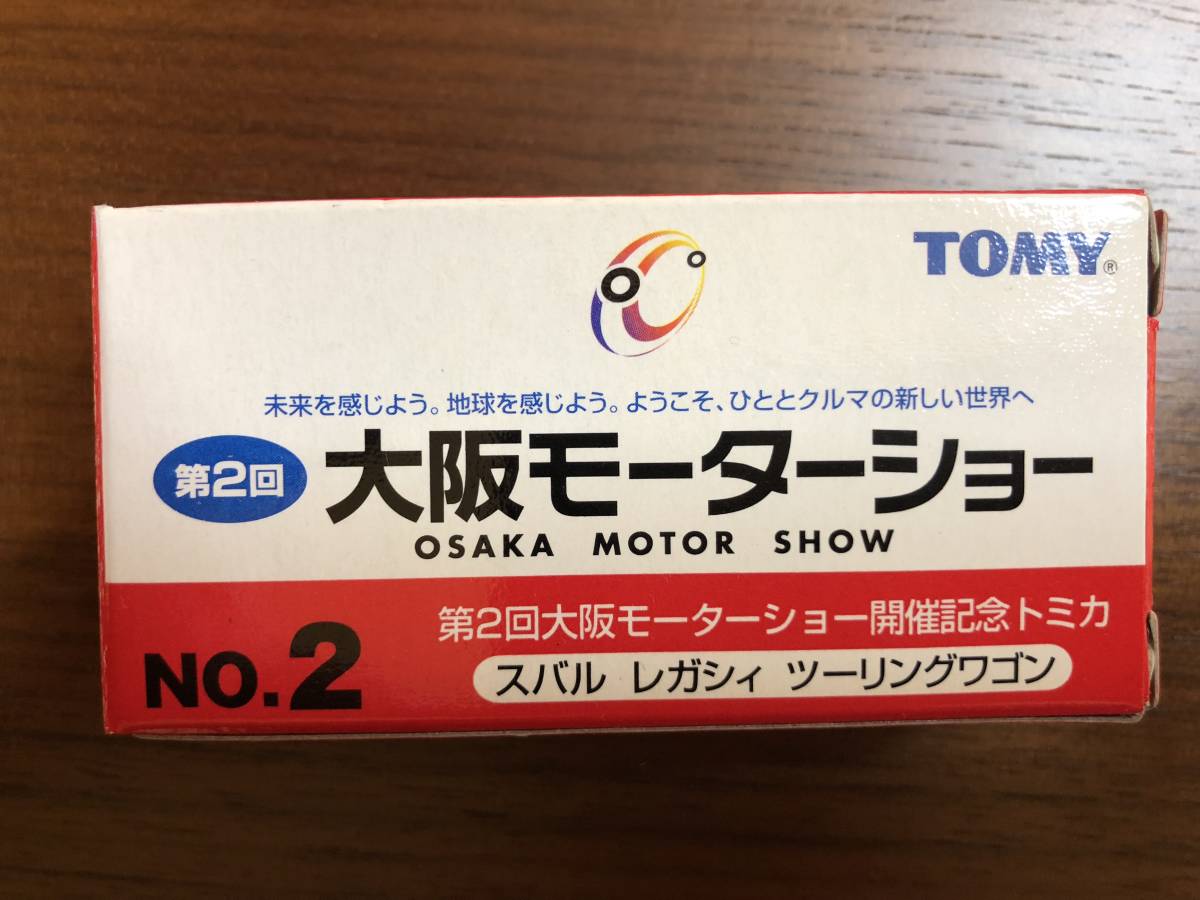 TOMY®
未来を感じよう。地球を感じよう。ようこそ、ひととクルマの新しい世界へ
第2回 大阪モーターショー
OSAKA MOTOR SHOW
NO.2
第2回大阪モーターショー開催記念トミカ
スバル レガシィ ツーリングワゴン